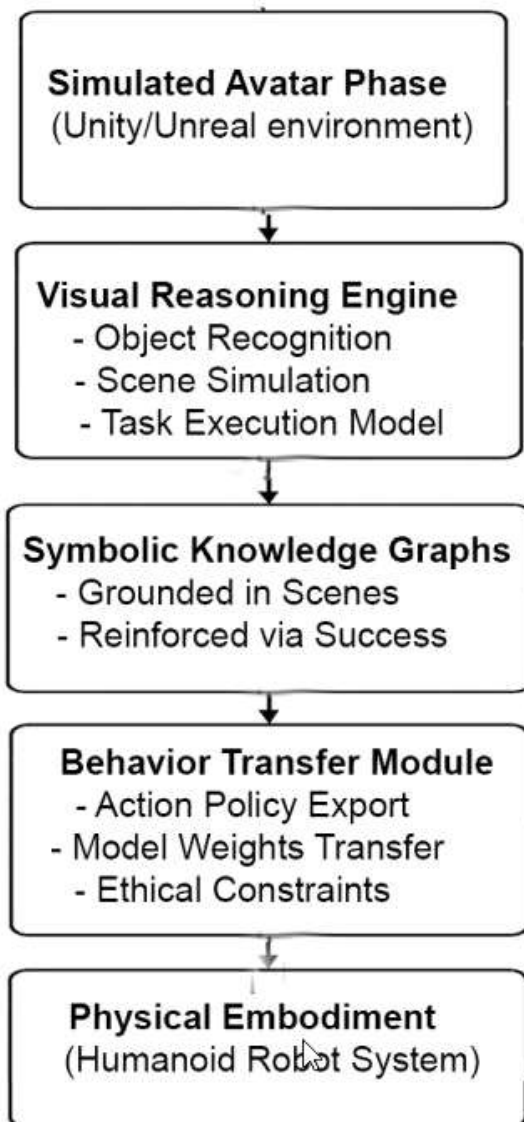 Simulated Avatar Phase
(Unity/Unreal environment)
Visual Reasoning Engine
- Object Recognition
- Scene Simulation
- Task Execution Model
Symbolic Knowledge Graphs
- Grounded in Scenes
- Reinforced via Success
Behavior Transfer Module
- Action Policy Export
- Model Weights Transfer
- Ethical Constraints
Physical Embodiment
(Humanoid Robot System)